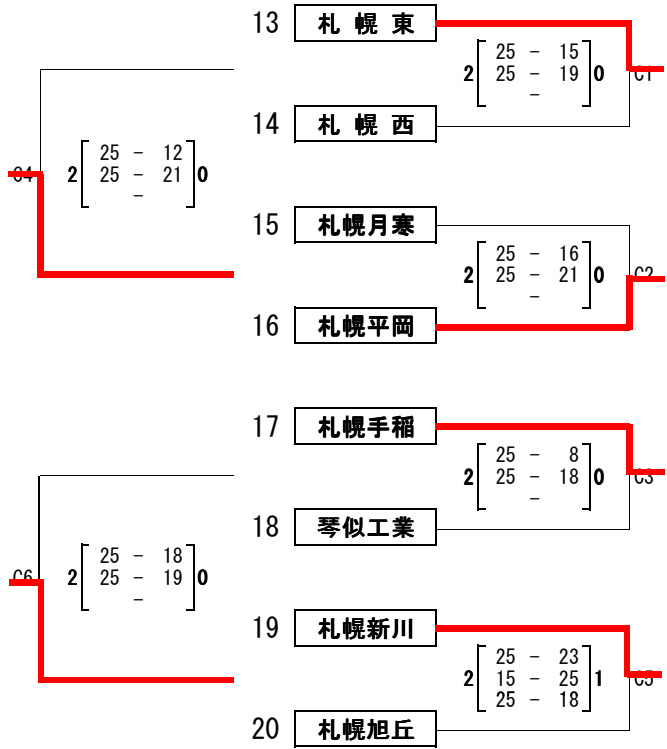 13 札幌東
2 25 - 15 0
25 - 19
-
C1
14 札幌西
C4
2 25 - 12 0
25 - 21
-
15 札幌月寒
2 25 - 16 0
25 - 21
-
C2
16 札幌平岡
17 札幌手稲
2 25 - 8 0
25 - 18
-
C3
18 琴似工業
C6
2 25 - 18 0
25 - 19
-
19 札幌新川
2 25 - 23 1
15 - 25
25 - 18
C5
20 札幌旭丘